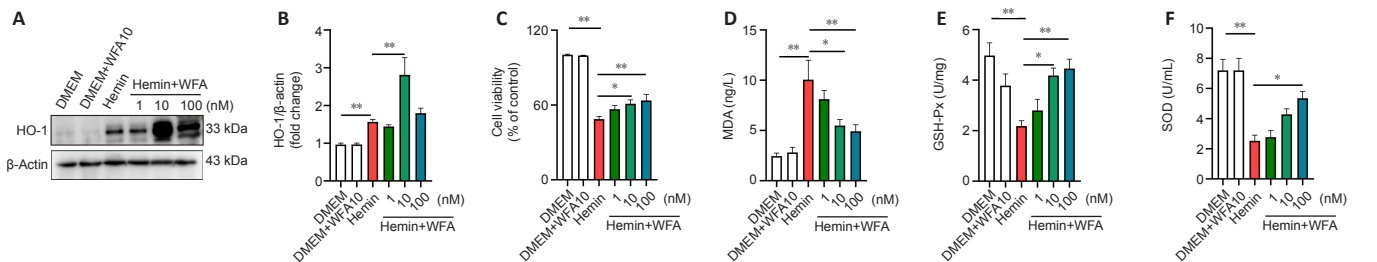 A
DMEM
DMEM+WFA10
Hemin
Hemin+WFA
1 10 100 (nM)
HO-1
33 kDa
β-Actin
43 kDa
B
HO-1/β-actin
(fold change)
4
3
2
1
0
**
**
DMEM
DMEM+WFA10
Hemin
1
10
100
(nM)
Hemin+WFA
C
Cell viability
(% of control)
120
60
0
**
**
*
DMEM
DMEM+WFA10
Hemin
1
10
100
(nM)
Hemin+WFA
D
MDA (ng/L)
15
10
5
0
**
**
*
DMEM
DMEM+WFA10
Hemin
1
10
100
(nM)
Hemin+WFA
E
GSH-Px (U/mg)
6
4
2
0
**
**
*
DMEM
DMEM+WFA10
Hemin
1
10
100
(nM)
Hemin+WFA
F
SOD (U/mL)
10
8
6
4
2
0
**
*
DMEM
DMEM+WFA10
Hemin
1
10
100
(nM)
Hemin+WFA